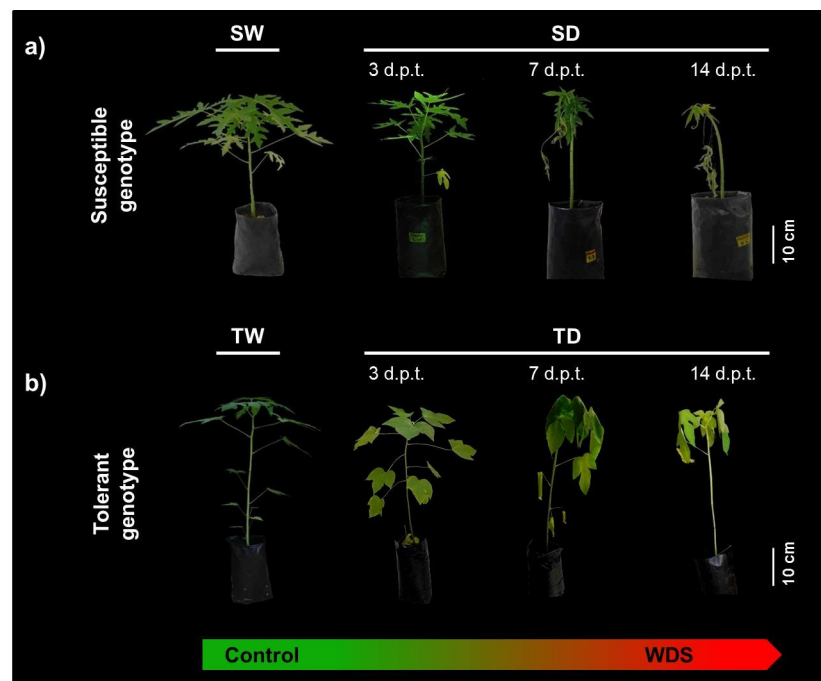 a)
SW
SD
3 d.p.t.
7 d.p.t.
14 d.p.t.
Susceptible
genotype
10 cm
b)
TW
TD
3 d.p.t.
7 d.p.t.
14 d.p.t.
Tolerant
genotype
10 cm
Control
WDS